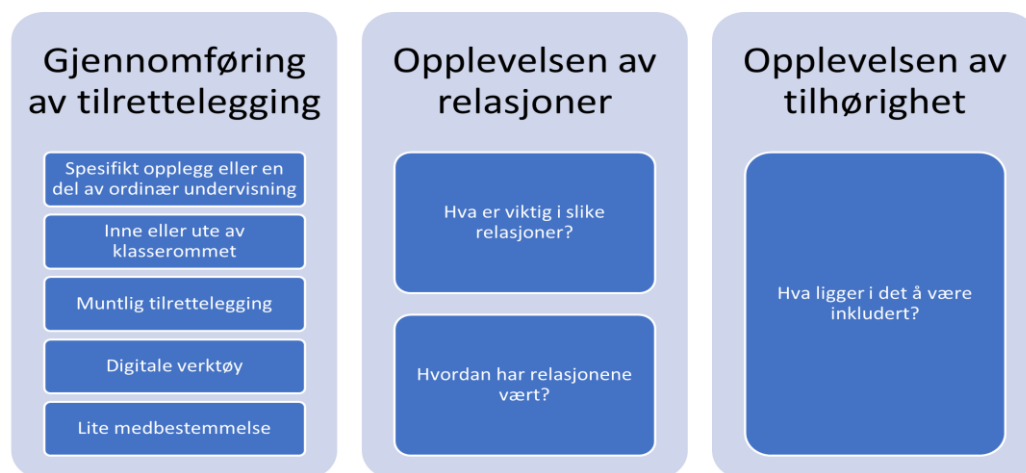 Gjennomføring
av tilrettelegging
Spesifikt opplegg eller en
del av ordinær undervisning
Inne eller ute av
klasserommet
Muntlig tilrettelegging
Digitale verktøy
Lite medbestemmelse
Opplevelsen av
relasjoner
Hva er viktig i slike
relasjoner?
Hvordan har relasjonene
vært?
Opplevelsen av
tilhørighet
Hva ligger i det å være
inkludert?